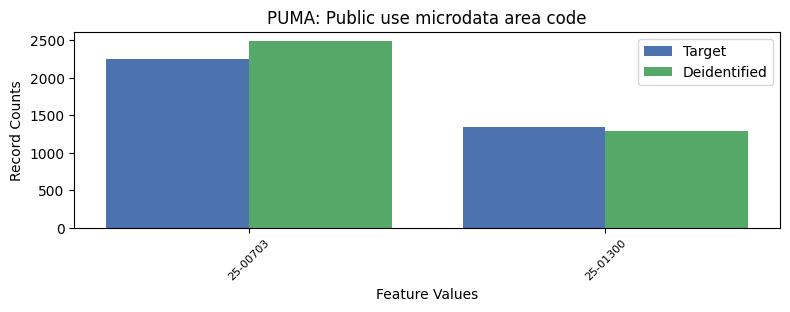 PUMA: Public use microdata area code
Target
Deidentified
Record Counts
2500
2000
1500
1000
500
0
25-00703
25-01300
Feature Values